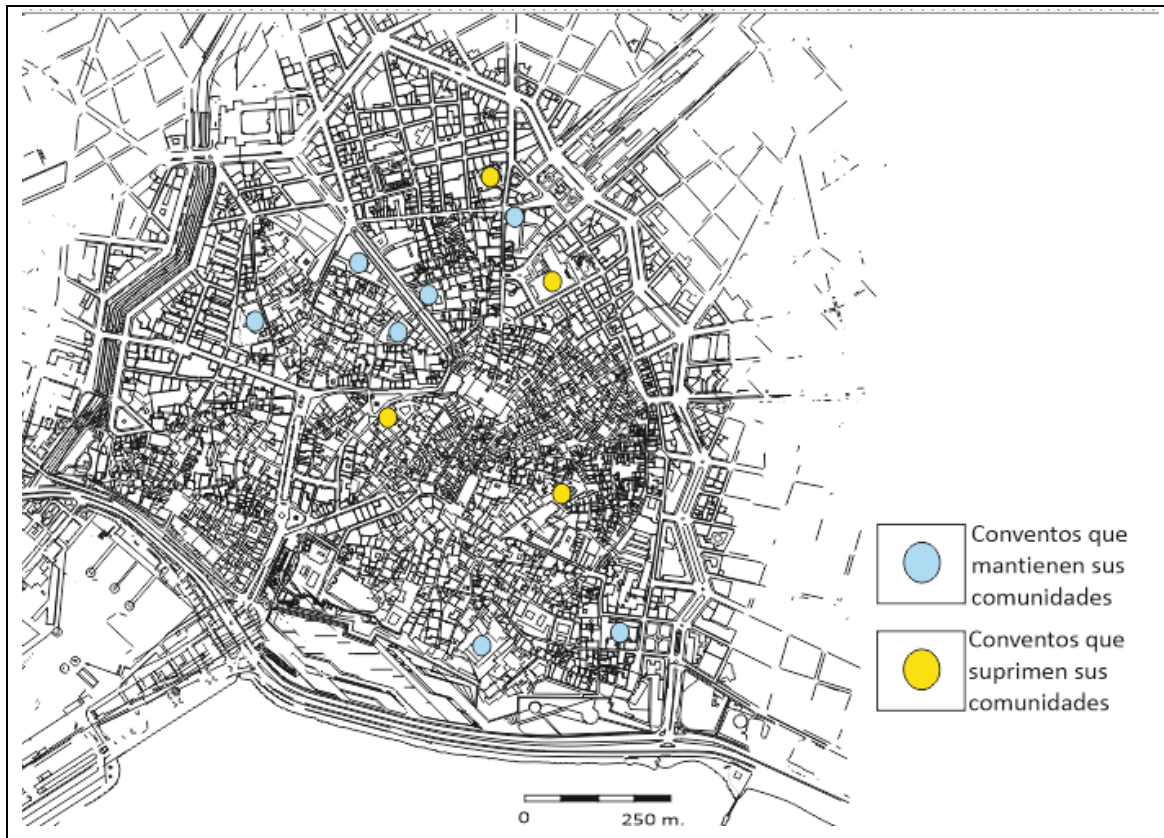 Conventos que
mantienen sus
comunidades
Conventos que
suprimen sus
comunidades
0 250 m.